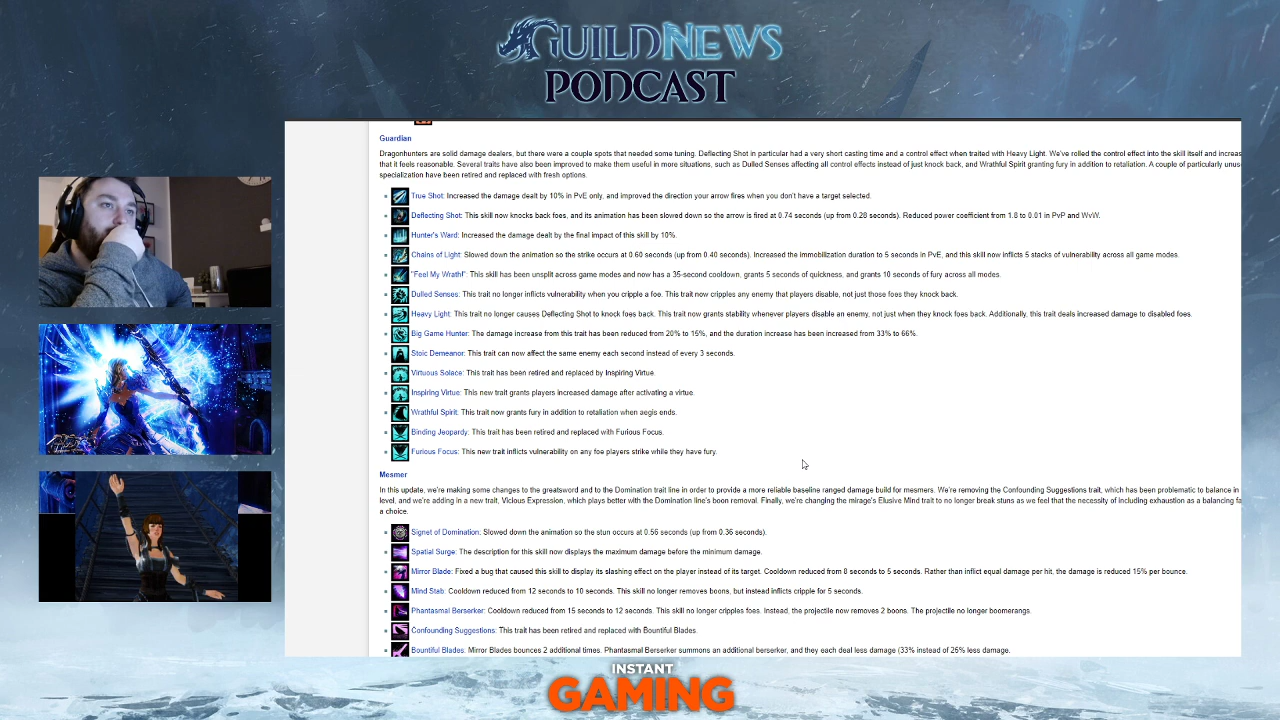 GUILDNEWS
PODCAST
Guardian
Dragonhunters are solid damage dealers, but there were a couple spots that needed some tuning. Deflecting Shot in particular had a very short casting time and a control effect when traited with Heavy Light. We've rolled the control effect into the skill itself and increas
that it feels reasonable. Several traits have also been improved to make them useful in more situations, such as Dulled Senses affecting all control effects instead of just knock back, and Wrathful Spirit granting fury in addition to retaliation. A couple of particularly unus
specialization have been retired and replaced with fresh options.
True Shot: Increased the damage dealt by 10% in PvE only, and improved the direction your arrow fires when you don't have a target selected.
Deflecting Shot: This skill now knocks back foes, and its animation has been slowed down so the arrow is fired at 0.74 seconds (up from 0.28 seconds). Reduced power coefficient from 1.8 to 0.01 in PvP and WvW.
Hunter's Ward: Increased the damage dealt by the final impact of this skill by 10%.
Chains of Light: Slowed down the animation so the strike occurs at 0.60 seconds (up from 0.40 seconds), increased the immobilization duration to 5 seconds in PvE, and this skill now inflicts 5 stacks of vulnerability across all game modes.
"Feel My Wrath!": This skill has been unsplit across game modes and now has a 35-second cooldown, grants 5 seconds of quickness, and grants 10 seconds of fury across all modes.
Dulled Senses: This trait no longer inflicts vulnerability when you cripple a foe. This trait now cripples any enemy that players disable, not just those foes they knock back.
Heavy Light: This trait no longer causes Deflecting Shot to knock foes back. This trait now grants stability whenever players disable an enemy, not just when they knock foes back. Additionally, this trait deals increased damage to disabled foes.
Big Game Hunter: The damage increase from this trait has been reduced from 20% to 15%, and the duration increase has been increased from 33% to 66%.
Stoic Demeanor: This trait can now affect the same enemy each second instead of every 3 seconds.
Virtuous Solace: This trait has been retired and replaced by Inspiring Virtue.
Inspiring Virtue: This new trait grants players increased damage after activating a virtue.
Wrathful Spirit: This trait now grants fury in addition to retaliation when aegis ends.
Binding Jeopardy: This trait has been retired and replaced with Furious Focus.
Furious Focus: This new trait inflicts vulnerability on any foe players strike while they have fury.
Mesmer
In this update, we're making some changes to the greatsword and to the Domination trait line in order to provide a more reliable baseline ranged damage build for mesmers. We're removing the Confounding Suggestions trait, which has been problematic to balance in
level, and we're adding in a new trait, Vicious Expression, which plays better with the Domination line's boon removal. Finally, we're changing the mirage's Elusive Mind trait to no longer break stuns as we feel that the necessity of including exhaustion as a balancing fa
a choice.
Signet of Domination: Slowed down the animation so the stun occurs at 0.56 seconds (up from 0.36 seconds).
Spatial Surge: The description for this skill now displays the maximum damage before the minimum damage.
Mirror Blade: Fixed a bug that caused this skill to display its slashing effect on the player instead of its target. Cooldown reduced from 8 seconds to 5 seconds. Rather than inflict equal damage per hit, the damage is reduced 15% per bounce.
Mind Stab: Cooldown reduced from 12 seconds to 10 seconds. This skill no longer removes boons, but instead inflicts cripple for 5 seconds.
Phantasmal Berserker: Cooldown reduced from 15 seconds to 12 seconds. This skill no longer cripples foes. Instead, the projectile now removes 2 boons. The projectile no longer boomerangs.
Confounding Suggestions: This trait has been retired and replaced with Bountiful Blades.
Bountiful Blades: Mirror Blades bounces 2 additional times. Phantasmal Berserker summons an additional berserker, and they each deal less damage (33% instead of 26% less damage.
INSTANT
GAMING